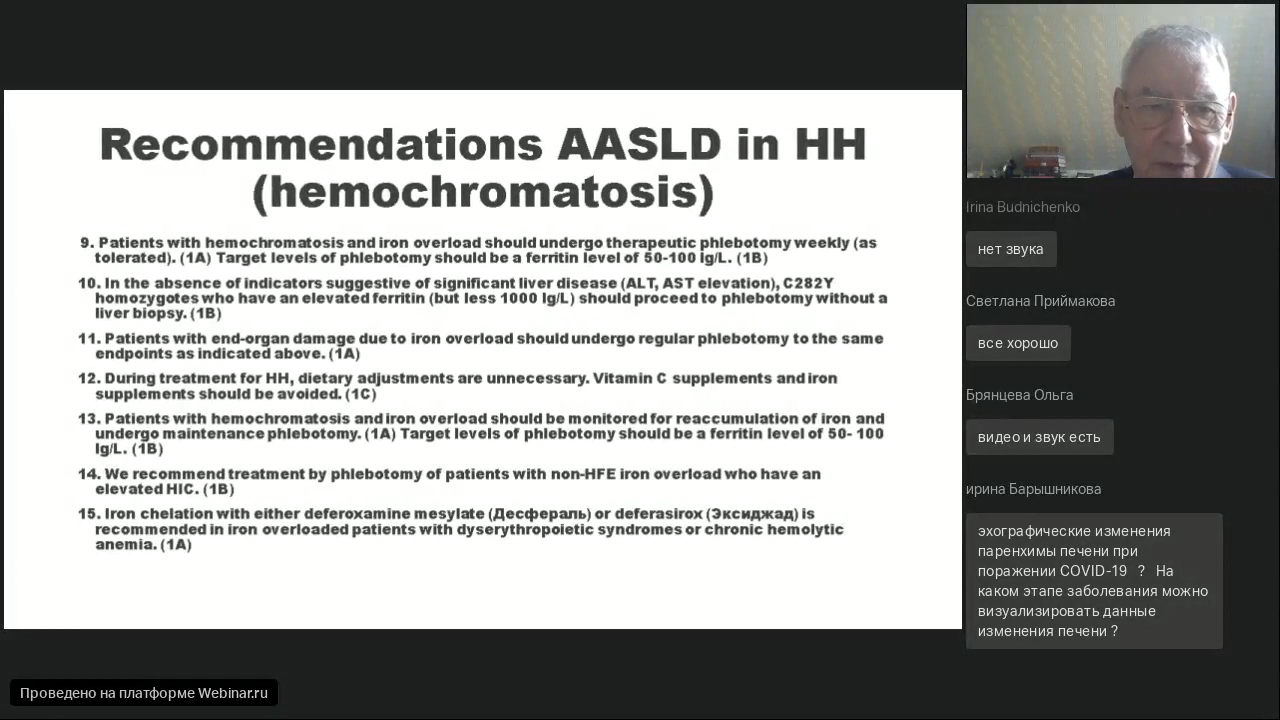 Recommendations AASLD in HH
(hemochromatosis)
9. Patients with hemochromatosis and iron overload should undergo therapeutic phlebotomy weekly (as
tolerated). (1A) Target levels of phlebotomy should be a ferritin level of 50-100 lg/L. (1B)
10. In the absence of indicators suggestive of significant liver disease (ALT, AST elevation), C282Y
homozygotes who have an elevated ferritin (but less 1000 lg/L) should proceed to phlebotomy without a
liver biopsy. (1B)
11. Patients with end-organ damage due to iron overload should undergo regular phlebotomy to the same
endpoints as indicated above. (1A)
12. During treatment for HH, dietary adjustments are unnecessary. Vitamin C supplements and iron
supplements should be avoided. (1C)
13. Patients with hemochromatosis and iron overload should be monitored for reaccumulation of iron and
undergo maintenance phlebotomy. (1A) Target levels of phlebotomy should be a ferritin level of 50- 100
lg/L. (1B)
14. We recommend treatment by phlebotomy of patients with non-HFE iron overload who have an
elevated HIC. (1B)
15. Iron chelation with either deferoxamine mesylate (Десфераль) or deferasirox (Эксиджад) is
recommended in iron overloaded patients with dyserythropoietic syndromes or chronic hemolytic
anemia. (1A)
Irina Budnichenko
нет звука
Светлана Приймакова
все хорошо
Брянцева Ольга
видео и звук есть
ирина Барышникова
эхографические изменения
паренхимы печени при
поражении COVID-19 ? На
каком этапе заболевания можно
визуализировать данные
изменения печени ?
Проведено на платформе Webinar.ru